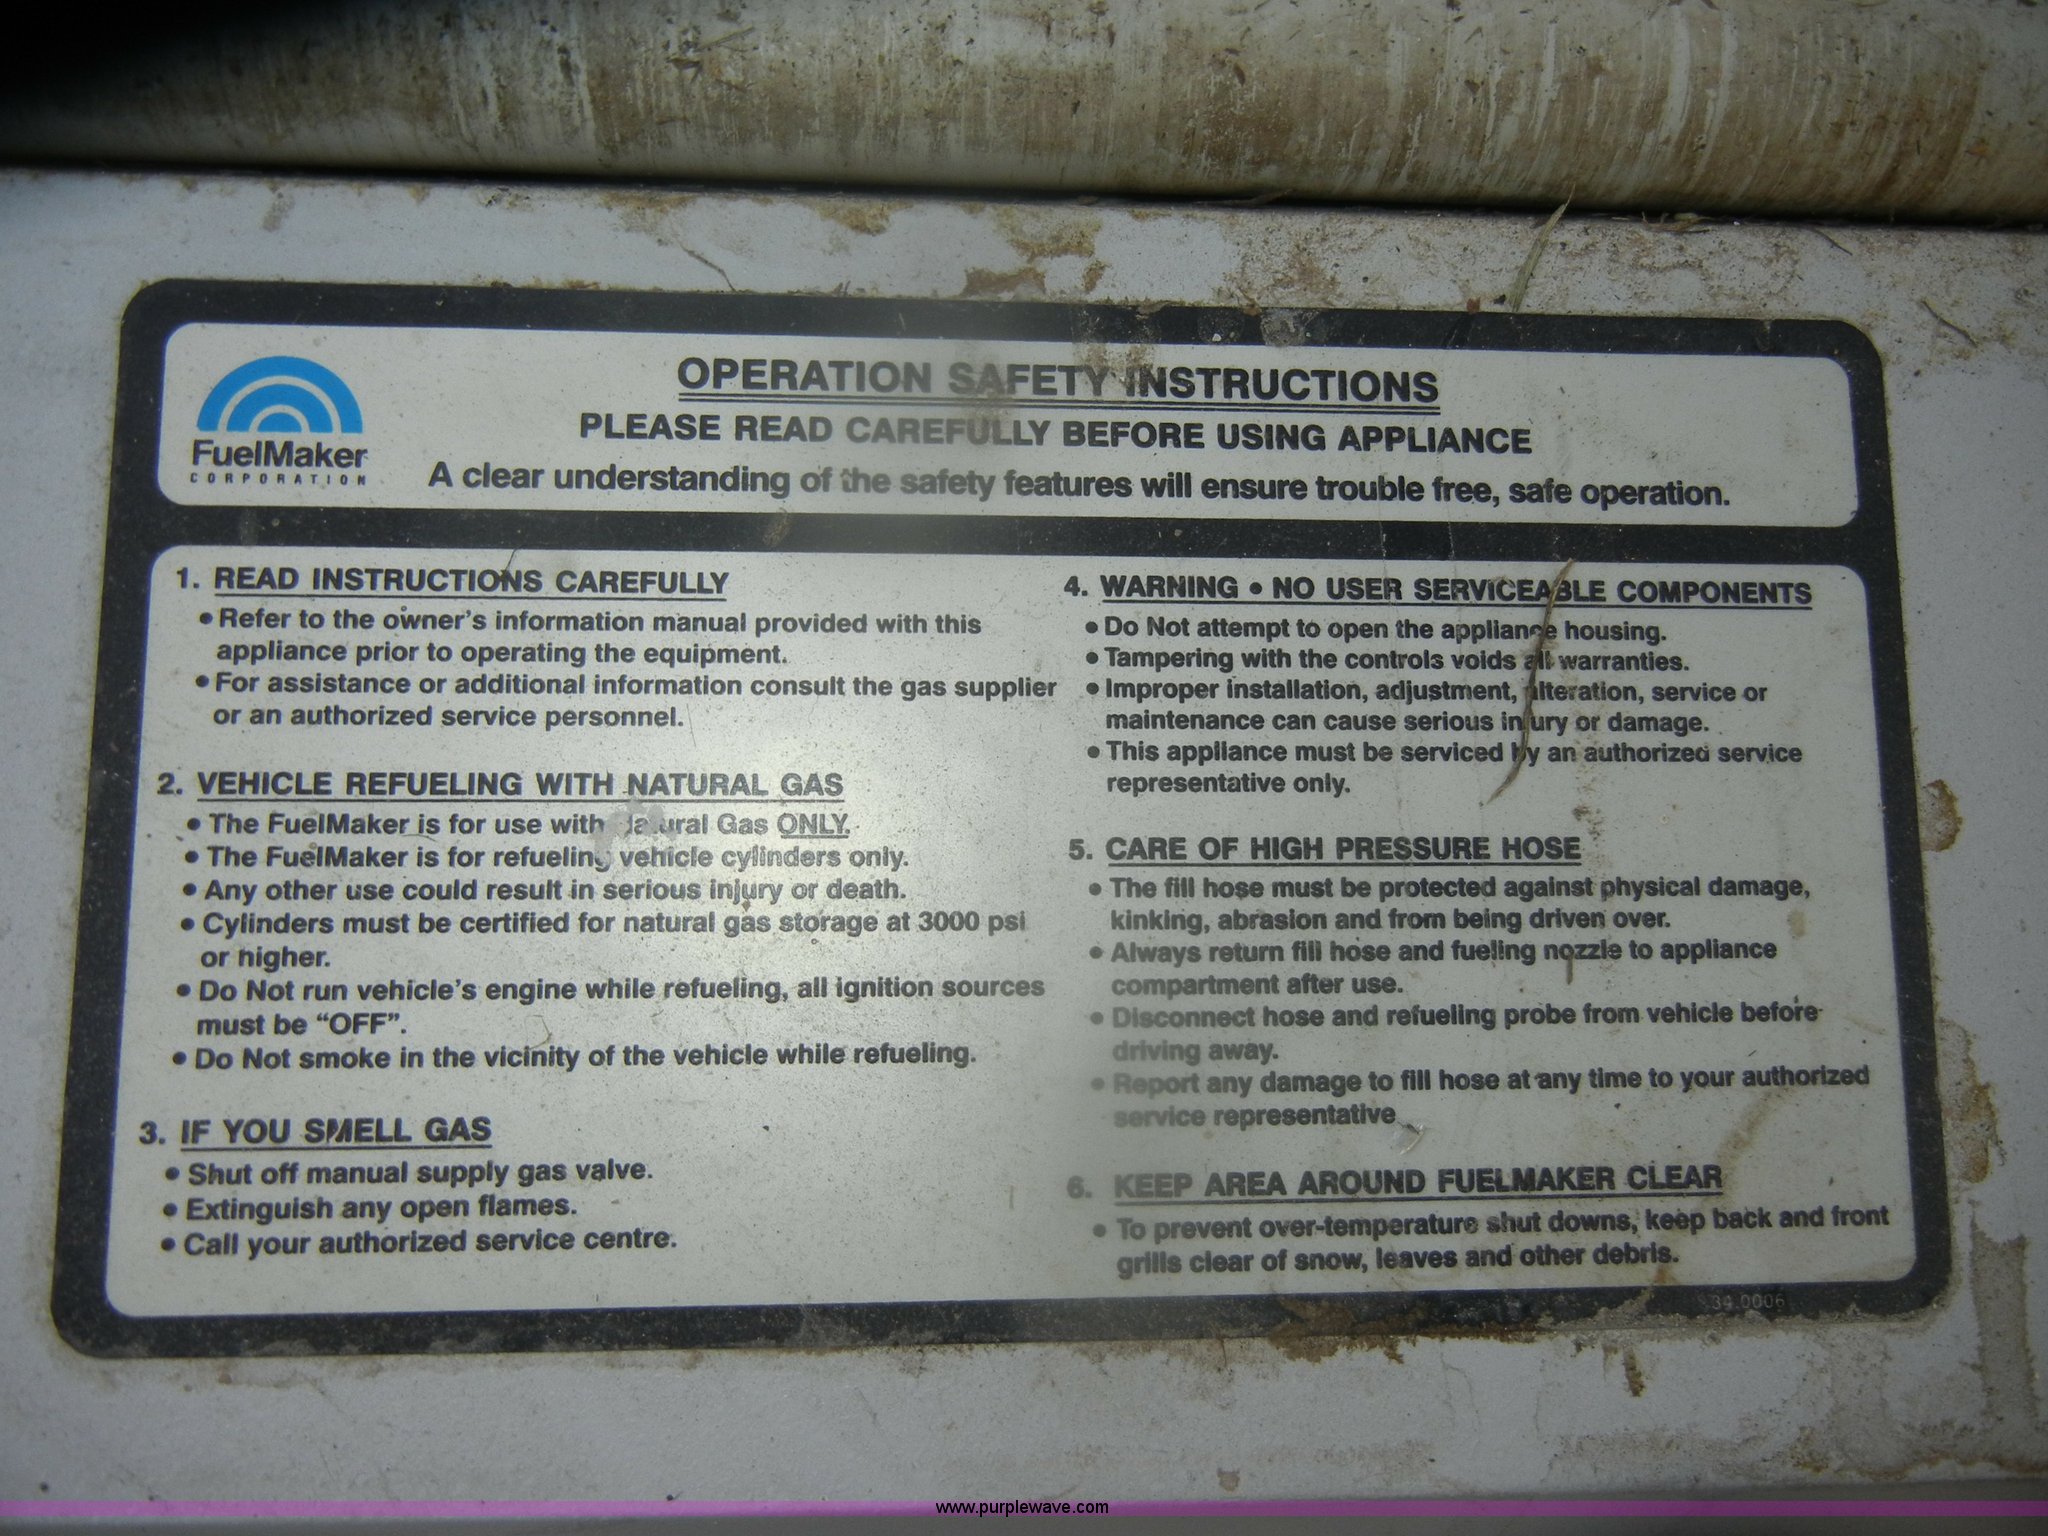 FuelMaker
CORPORATION
OPERATION SAFETY INSTRUCTIONS
PLEASE READ CAREFULLY BEFORE USING APPLIANCE
A clear understanding of the safety features will ensure trouble free, safe operation.
1. READ INSTRUCTIONS CAREFULLY
• Refer to the owner's information manual provided with this
appliance prior to operating the equipment.
• For assistance or additional information consult the gas supplier
or an authorized service personnel.
2. VEHICLE REFUELING WITH NATURAL GAS
• The FuelMaker is for use with Natural Gas ONLY.
• The FuelMaker is for refueling vehicle cylinders only.
• Any other use could result in serious injury or death.
• Cylinders must be certified for natural gas storage at 3000 psi
or higher.
• Do Not run vehicle's engine while refueling, all ignition sources
must be "OFF".
• Do Not smoke in the vicinity of the vehicle while refueling.
3. IF YOU SMELL GAS
• Shut off manual supply gas valve.
• Extinguish any open flames.
• Call your authorized service centre.
4. WARNING • NO USER SERVICEABLE COMPONENTS
• Do Not attempt to open the appliance housing.
• Tampering with the controls voids all warranties.
• Improper installation, adjustment, alteration, service or
maintenance can cause serious injury or damage.
• This appliance must be serviced by an authorized service
representative only.
5. CARE OF HIGH PRESSURE HOSE
• The fill hose must be protected against physical damage,
kinking, abrasion and from being driven over.
• Always return fill hose and fueling nozzle to appliance
compartment after use.
• Disconnect hose and refueling probe from vehicle before
driving away.
• Report any damage to fill hose at any time to your authorized
service representative
6. KEEP AREA AROUND FUELMAKER CLEAR
• To prevent over-temperature shut downs, keep back and front
grills clear of snow, leaves and other debris.
34 0006
www.purplewave.com